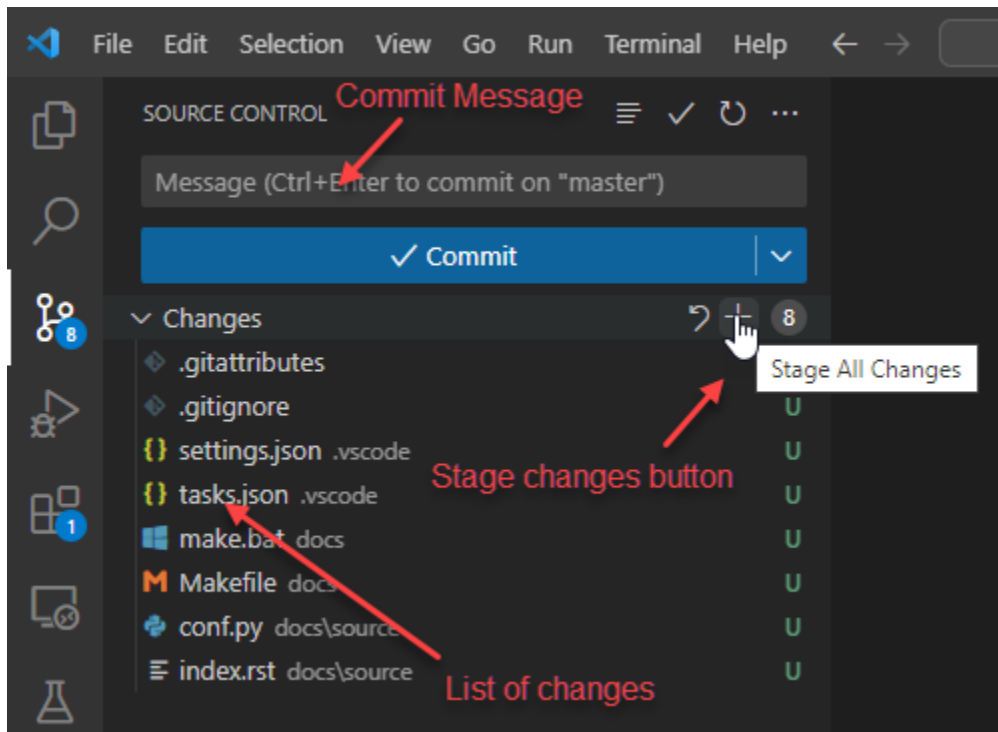 File Edit Selection View Go Run Terminal Help
Commit Message
SOURCE CONTROL
Message (Ctrl+Enter to commit on "master")
Commit
Changes 8
8
Stage All Changes
.gitattributes
.gitignore U
{} settings.json .vscode U
Stage changes button
{} tasks.json .vscode U
1
make.bat docs U
M Makefile docs U
conf.py docs\source U
index.rst docs\source U
List of changes